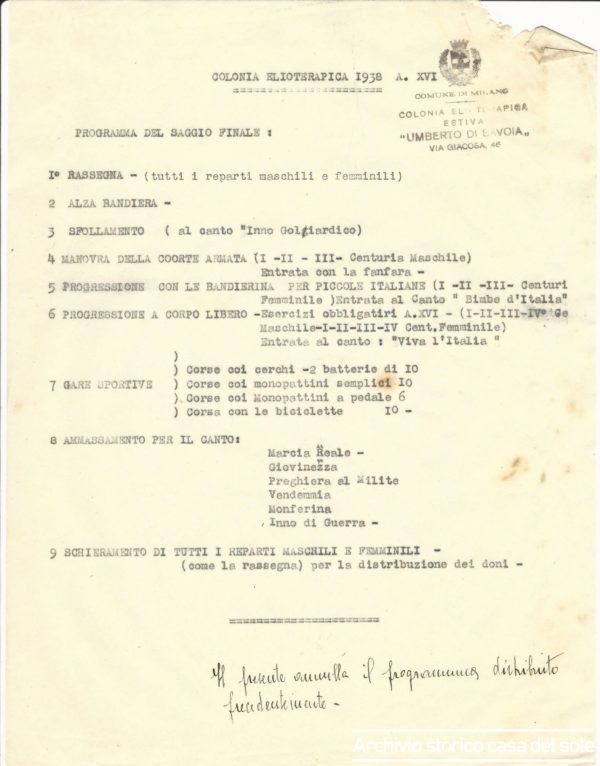 COLONIA ELIOTERAPICA 1938 A. XVI
COMUNE DI MILANO
COLONIA ELIOTERAPICA
ESTIVA
"UMBERTO DI SAVOIA"
VIA GIACOSA, 46
PROGRAMMA DEL SAGGIO FINALE :
I° RASSEGNA - (tutti i reparti maschili e femminili)
2 ALZA BANDIERA -
3 SFOLLAMENTO ( al canto "Inno Goliardico)
4 MANOVRA DELLA COORTE ARMATA (I -II - III- Centuria Maschile)
Entrata con la fanfara -
5 PROGRESSIONE CON LE BANDIERINA PER PICCOLE ITALIANE (I -II -III- Centuri
Femminile )Entrata al Canto " Bimbe d'Italia"
6 PROGRESSIONE A CORPO LIBERO -Esercizi obbligatiri A.XVI - (I-II-III-IV° Ce
Maschile-I-II-III-IV Cent.Femminile)
Entrata al canto : "Viva l'Italia "
)
) Corse coi cerchi -2 batterie di IO
7 GARE SPORTIVE ) Corse coi monopattini semplici IO
). Corse coi Monopattini a pedale 6
) Corsa con le biciclette IO -
8 AMMASSAMENTO PER IL CANTO:
Marcia Reale -
Giovinezza
Preghiera al Milite
Vendemmia
Monferina
Inno di Guerra -
9 SCHIERAMENTO DI TUTTI I REPARTI MASCHILI E FEMMINILI -
(come la rassegna) per la distribuzione dei doni -
Il presente annulla il programma distribuito
precedentemente -
Archivio storico casa del sole